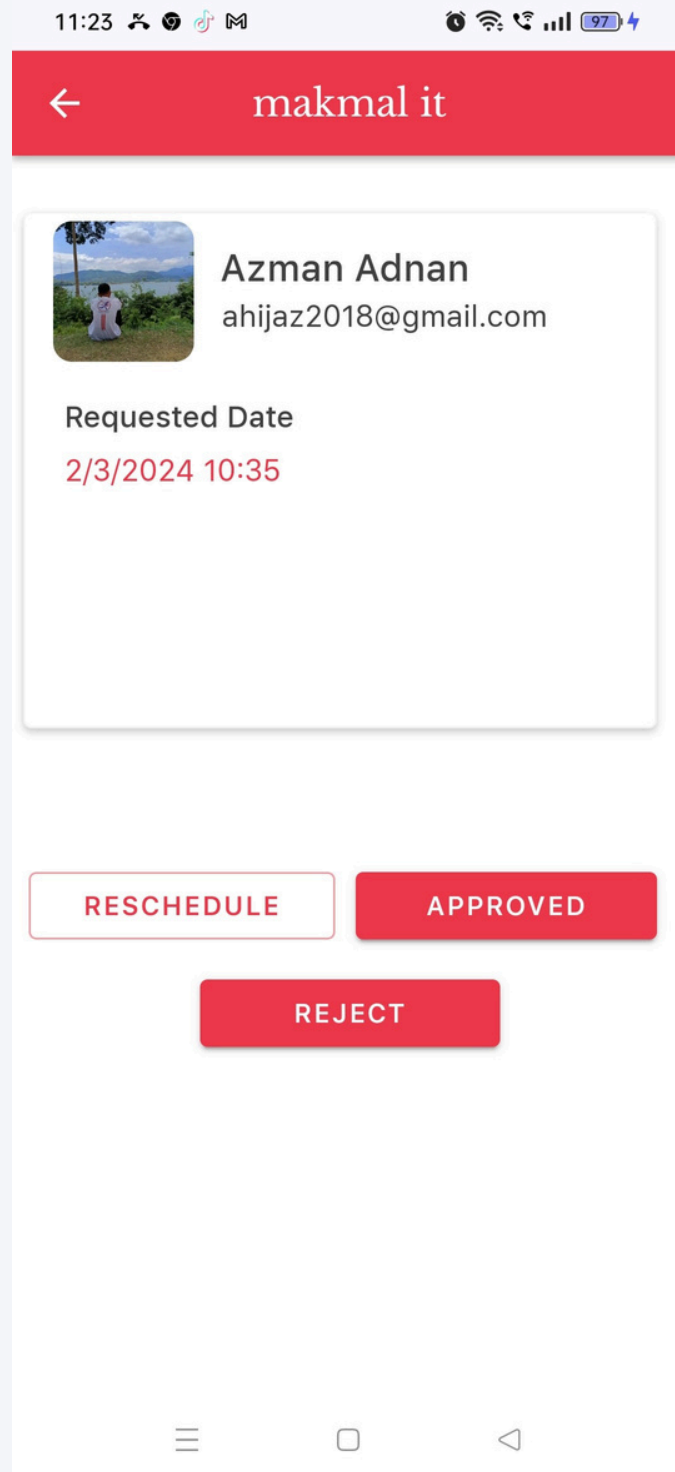 11:23
97
makmal it
Azman Adnan
ahijaz2018@gmail.com
Requested Date
2/3/2024 10:35
RESCHEDULE
APPROVED
REJECT